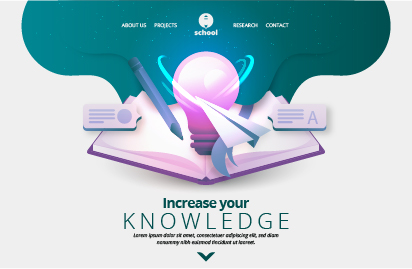 ABOUT US PROJECTS school RESEARCH CONTACT
A
Increase your
KNOWLEDGE
Lorem ipsum dolor sit amet, consectetuer adipiscing elit, sed diam
nonummy nibh euismod tincidunt ut laoreet.